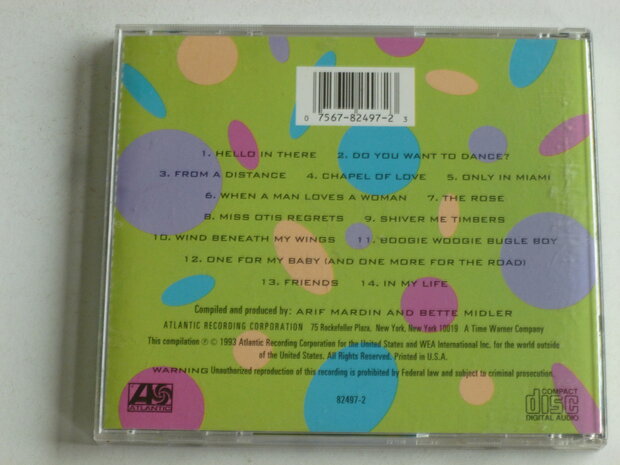 0 7567-82497-2 3
1. HELLO IN THERE 2. DO YOU WANT TO DANCE?
3. FROM A DISTANCE 4. CHAPEL OF LOVE 5. ONLY IN MIAMI
6. WHEN A MAN LOVES A WOMAN 7. THE ROSE
8. MISS OTIS REGRETS 9. SHIVER ME TIMBERS
10. WIND BENEATH MY WINGS 11. BOOGIE WOOGIE BUGLE BOY
12. ONE FOR MY BABY (AND ONE MORE FOR THE ROAD)
13. FRIENDS 14. IN MY LIFE
Compiled and produced by: ARIF MARDIN AND BETTE MIDLER
ATLANTIC RECORDING CORPORATION 75 Rockefeller Plaza, New York, New York 10019 A Time Warner Company
This compilation ℗ © 1993 Atlantic Recording Corporation for the United States and WEA International Inc. for the world outside
of the United States. All Rights Reserved. Printed in U.S.A.
WARNING Unauthorized reproduction of this recording is prohibited by Federal law and subject to criminal prosecution.
ATLANTIC
82497-2
COMPACT
disc
DIGITAL AUDIO